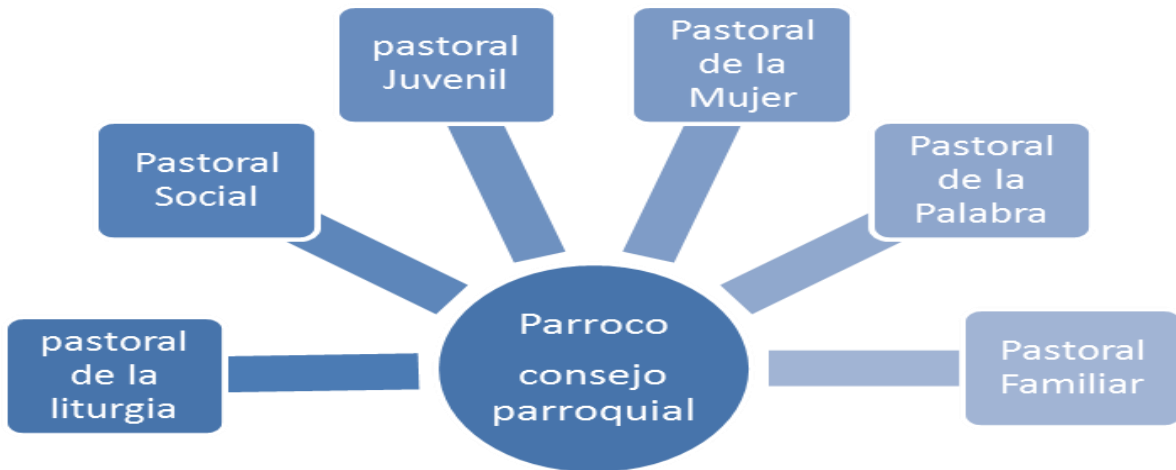 pastoral
Juvenil
Pastoral
de la
Mujer
Pastoral
Social
Pastoral
de la
Palabra
pastoral
de la
liturgia
Parroco
consejo
parroquial
Pastoral
Familiar